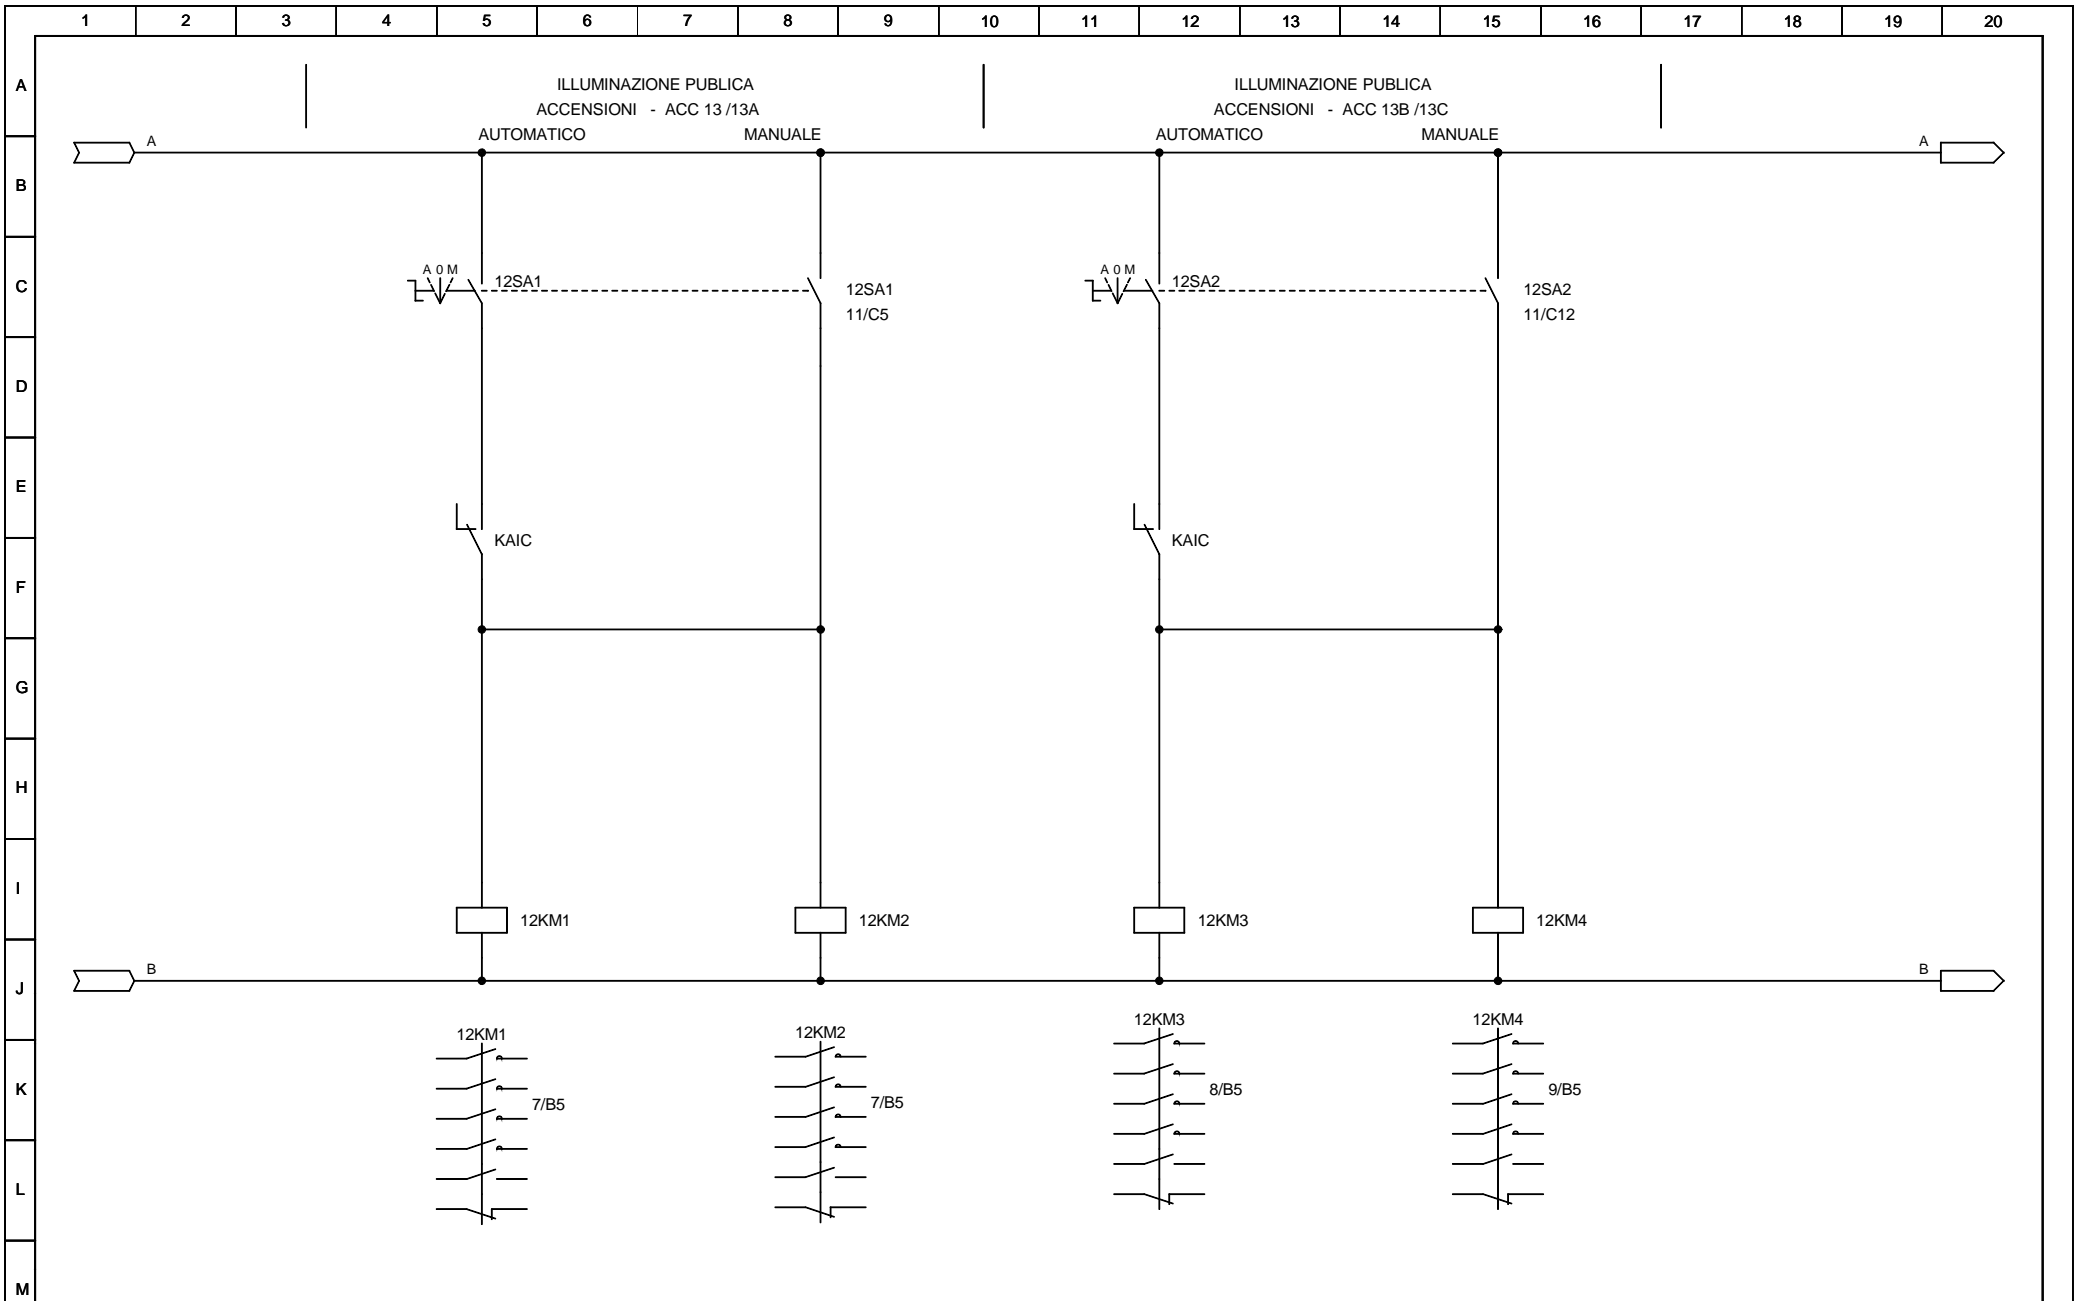 1 2 3 4 5 6 7 8 9 10 11 12 13 14 15 16 17 18 19 20
A
ILLUMINAZIONE PUBLICA
ACCENSIONI - ACC 13 /13A
ILLUMINAZIONE PUBLICA
ACCENSIONI - ACC 13B /13C
AUTOMATICO MANUALE AUTOMATICO MANUALE
A A
B
C
A 0 M
12SA1
12SA1
11/C5
A 0 M
12SA2
12SA2
11/C12
D
E
KAIC
KAIC
F
G
H
I
12KM1 12KM2 12KM3 12KM4
B B
J
12KM1 12KM2 12KM3 12KM4
K
7/B5 7/B5 8/B5 9/B5
L
M